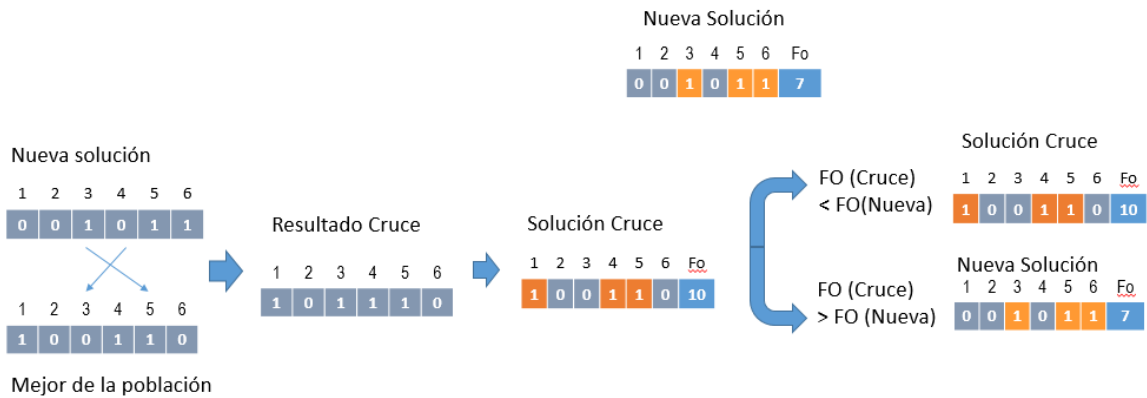 Nueva Solución
1 2 3 4 5 6 Fo
0 0 1 0 1 1 7
Nueva solución
1 2 3 4 5 6
0 0 1 0 1 1
1 2 3 4 5 6
1 0 0 1 1 0
Mejor de la población
Resultado Cruce
1 2 3 4 5 6
1 0 1 1 1 0
Solución Cruce
1 2 3 4 5 6 Fo
1 0 0 1 1 0 10
FO (Cruce)
< FO(Nueva)
Solución Cruce
1 2 3 4 5 6 Fo
1 0 0 1 1 0 10
FO (Cruce)
> FO (Nueva)
Nueva Solución
1 2 3 4 5 6 Fo
0 0 1 0 1 1 7